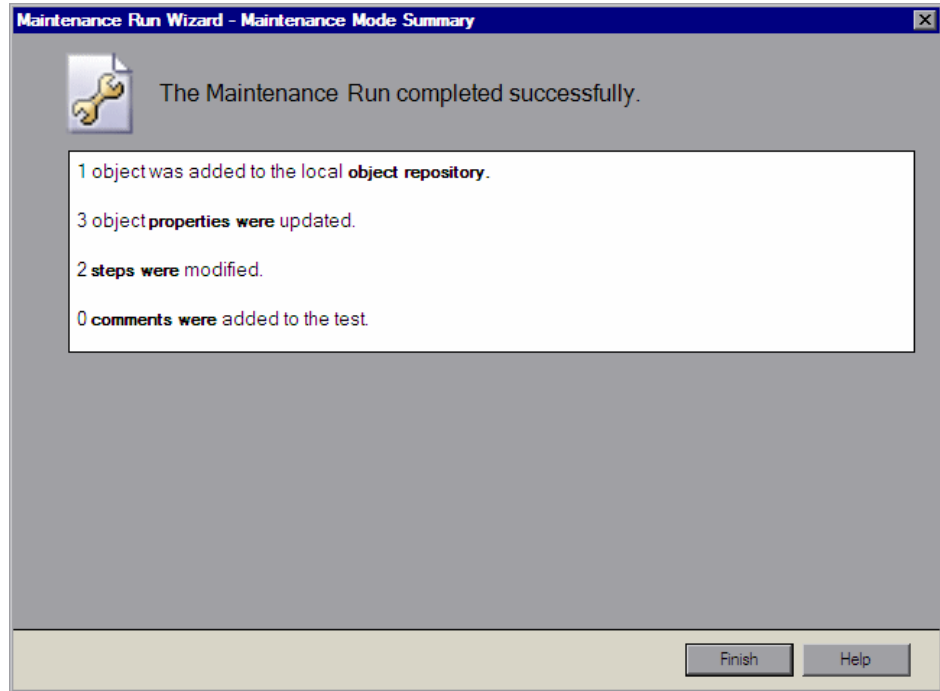 Maintenance Run Wizard - Maintenance Mode Summary
The Maintenance Run completed successfully.
1 object was added to the local object repository.
3 object properties were updated.
2 steps were modified.
0 comments were added to the test.
Finish
Help